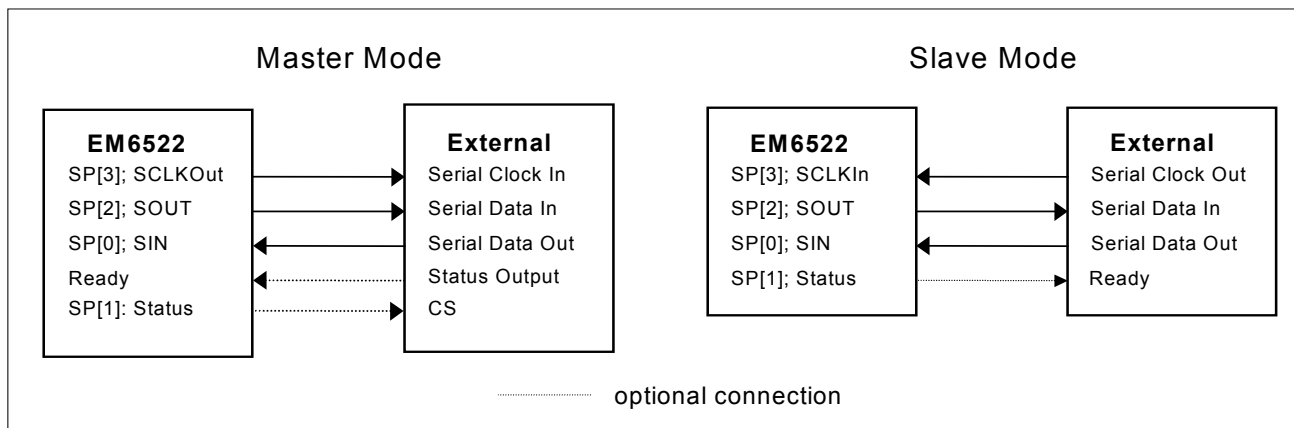 Master Mode
EM6522
SP[3]; SCLKOut
SP[2]; SOUT
SP[0]; SIN
Ready
SP[1]: Status
External
Serial Clock In
Serial Data In
Serial Data Out
Status Output
CS
Slave Mode
EM6522
SP[3]; SCLKIn
SP[2]; SOUT
SP[0]; SIN
SP[1]; Status
External
Serial Clock Out
Serial Data In
Serial Data Out
Ready
optional connection